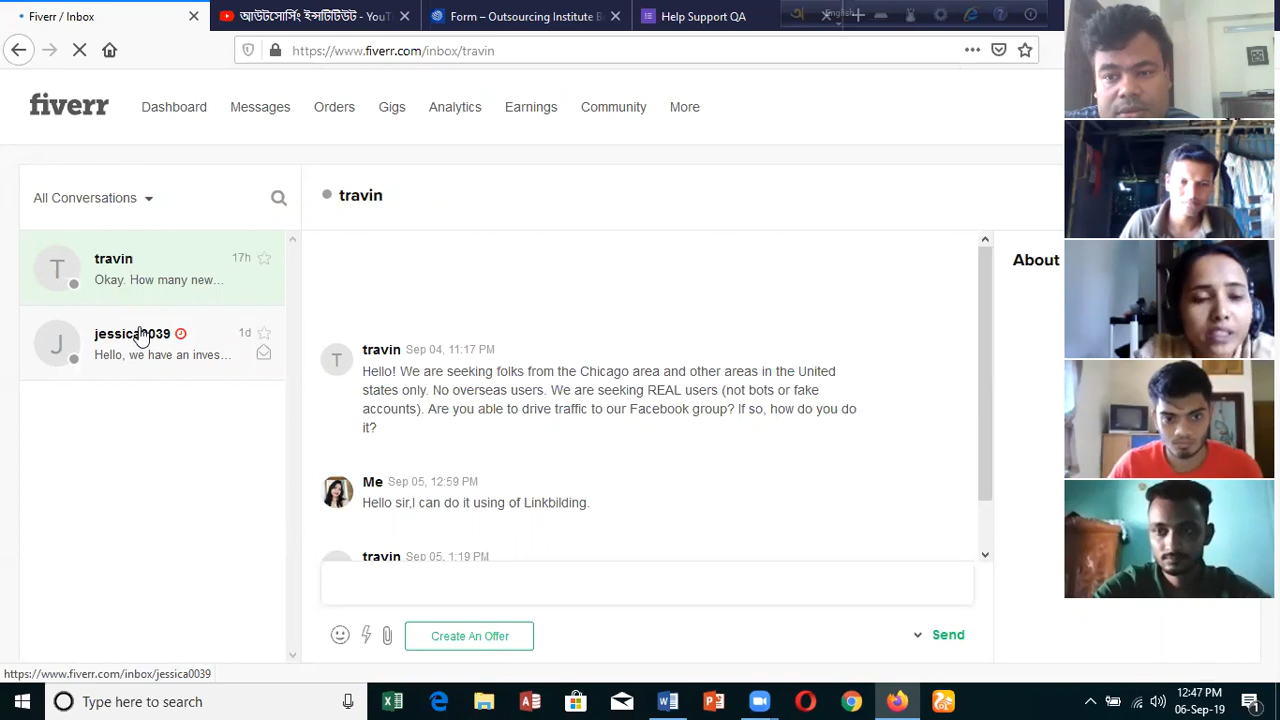 Fiverr / Inbox
আউটসোর্সিং ইন্সটিটিউট - YouT
Form – Outsourcing Institute B
Help Support QA
English
https://www.fiverr.com/inbox/travin
fiverr
Dashboard
Messages
Orders
Gigs
Analytics
Earnings
Community
More
All Conversations
travin
17h
Okay. How many new…
jessica0039
1d
Hello, we have an inves…
travin
About
travin Sep 04, 11:17 PM
Hello! We are seeking folks from the Chicago area and other areas in the United
states only. No overseas users. We are seeking REAL users (not bots or fake
accounts). Are you able to drive traffic to our Facebook group? If so, how do you do
it?
Me Sep 05, 12:59 PM
Hello sir,I can do it using of Linkbilding.
travin Sep 05, 1:19 PM
Create An Offer
Send
https://www.fiverr.com/inbox/jessica0039
Type here to search
12:47 PM
06-Sep-19